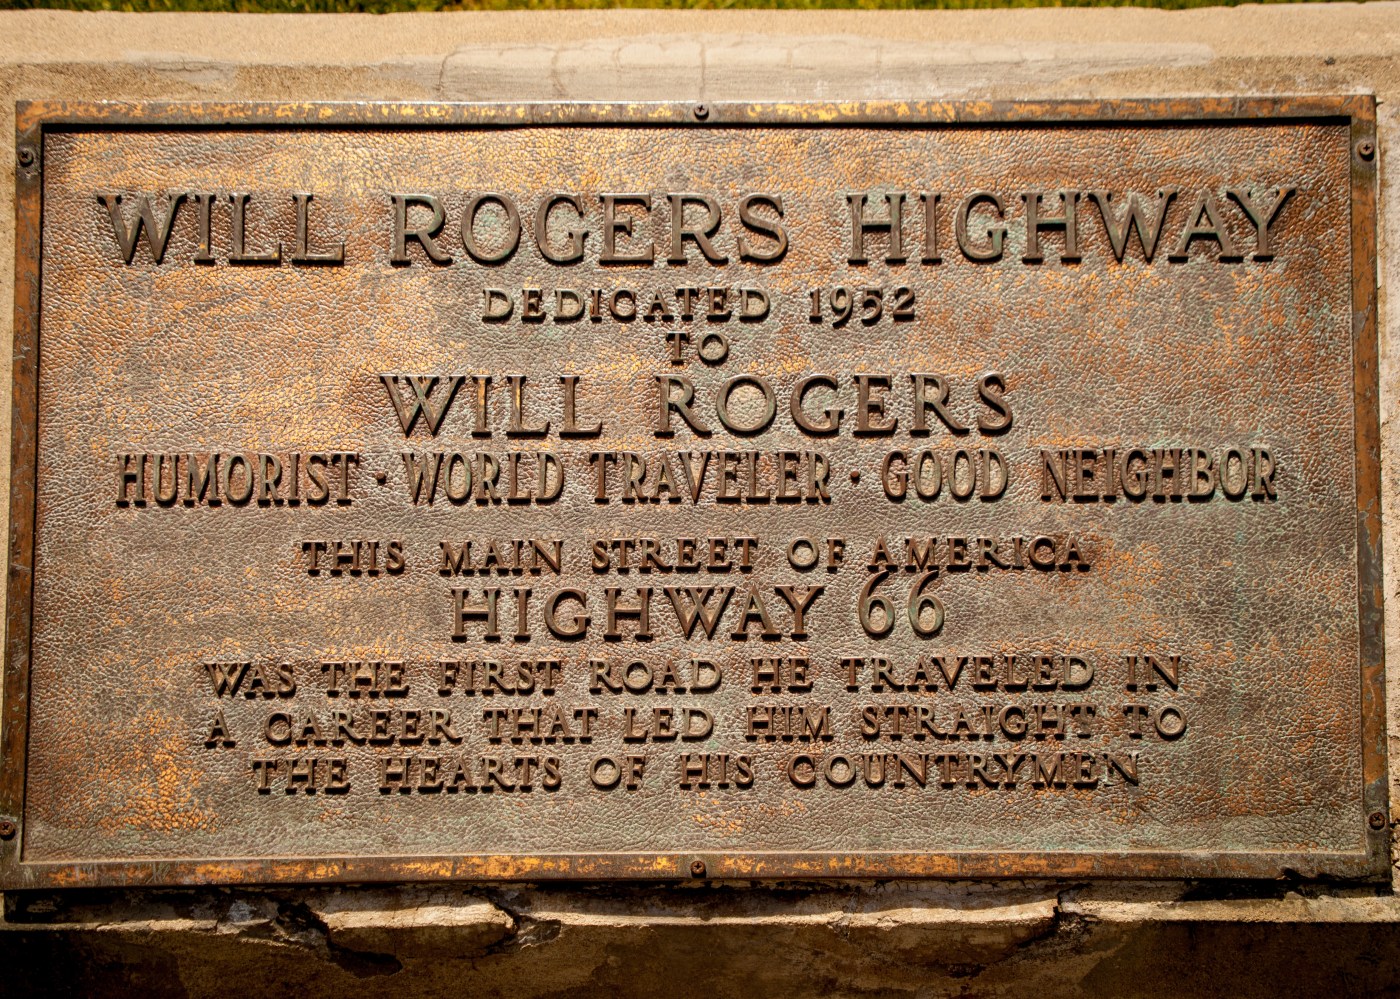 WILL ROGERS HIGHWAY
DEDICATED 1952
TO
WILL ROGERS
HUMORIST · WORLD TRAVELER · GOOD NEIGHBOR
THIS MAIN STREET OF AMERICA
HIGHWAY 66
WAS THE FIRST ROAD HE TRAVELED IN
A CAREER THAT LED HIM STRAIGHT TO
THE HEARTS OF HIS COUNTRYMEN